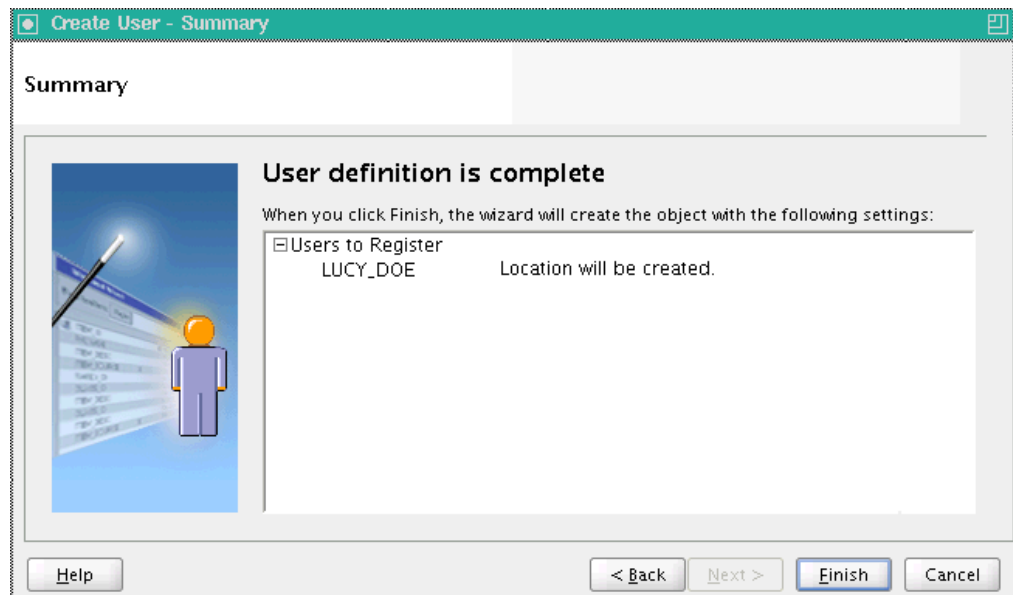 Create User - Summary
Summary
User definition is complete
When you click Finish, the wizard will create the object with the following settings:
Users to Register
LUCY_DOE Location will be created.
Help
< Back
Next >
Finish
Cancel